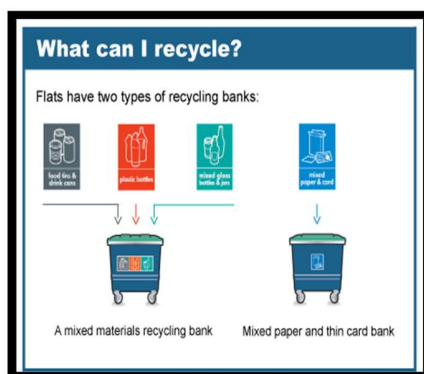 What can I recycle?
Flats have two types of recycling banks:
food tins &
drink cans
plastic bottles
mixed glass
bottles & jars
mixed
paper & card
A mixed materials recycling bank
Mixed paper and thin card bank